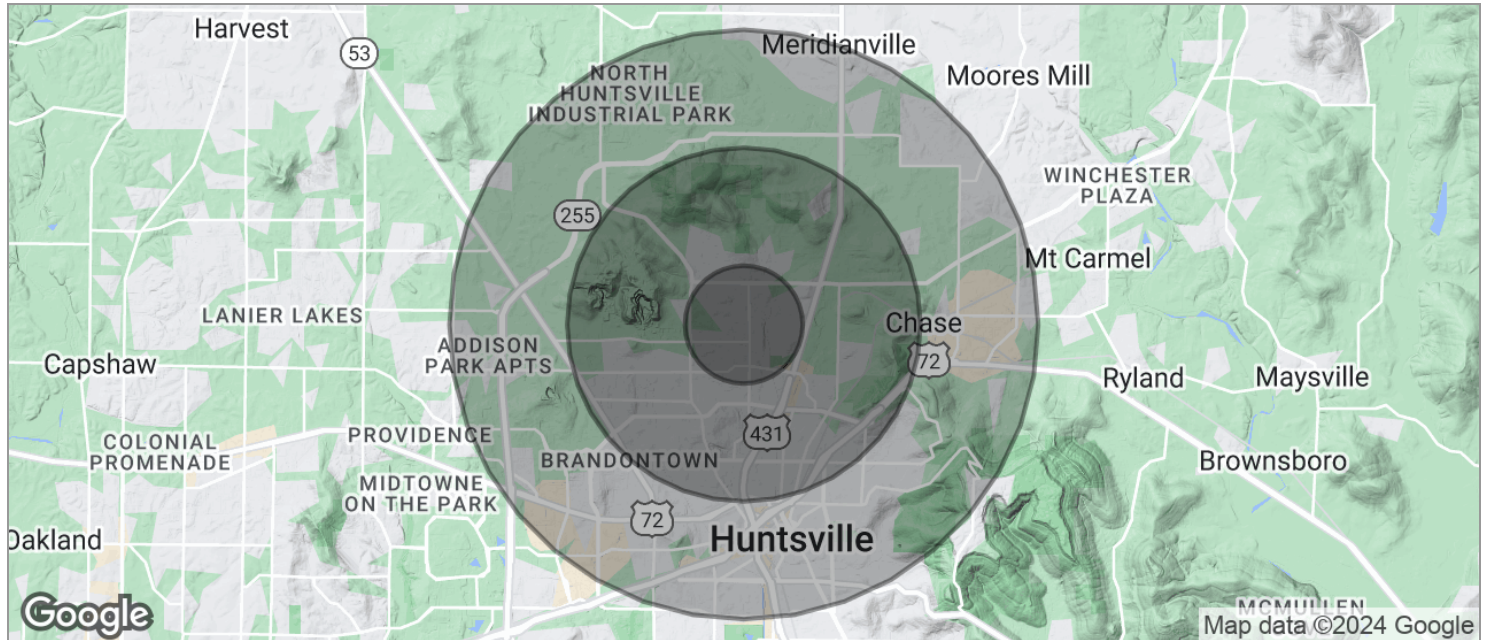 Harvest
53
Meridianville
NORTH
HUNTSVILLE
INDUSTRIAL PARK
Moores Mill
WINCHESTER
PLAZA
255
Mt Carmel
LANIER LAKES
Chase
ADDISON
PARK APTS
Capshaw
72
Ryland
Maysville
431
COLONIAL
PROMENADE
PROVIDENCE
BRANDONTOWN
Brownsboro
MIDTOWNE
ON THE PARK
72
Oakland
Huntsville
Google
MCMULLEN
Map data ©2024 Google